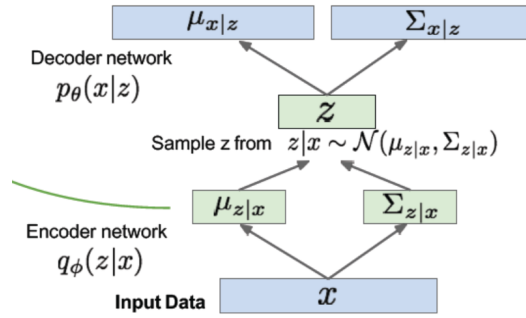 μx|z Σx|z
Decoder network
pθ(x|z)
z
Sample z from z|x ∼ N(μz|x, Σz|x)
μz|x Σz|x
Encoder network
qϕ(z|x)
Input Data x